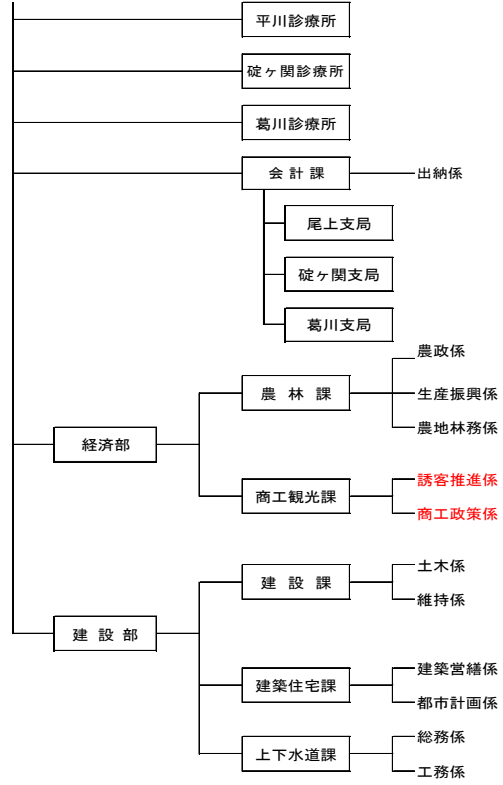 平川診療所
碇ヶ関診療所
葛川診療所
会計課
出納係
尾上支局
碇ヶ関支局
葛川支局
経済部
農林課
農政係
生産振興係
農地林務係
商工観光課
誘客推進係
商工政策係
建設部
建設課
土木係
維持係
建築住宅課
建築営繕係
都市計画係
上下水道課
総務係
工務係